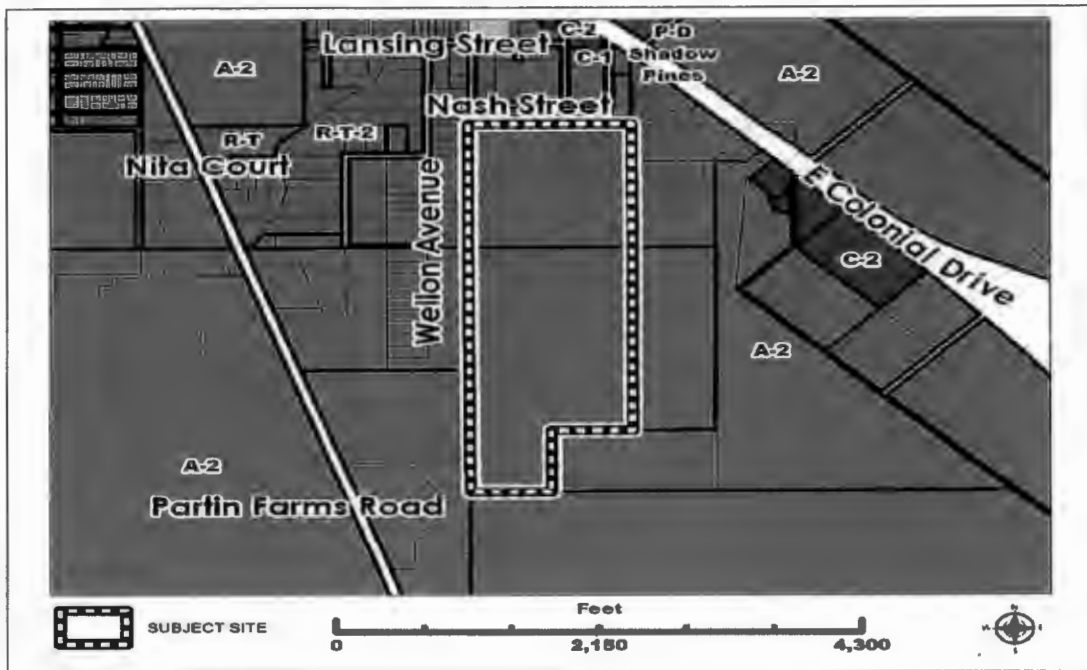 Lansing Street
C-2
P-D
Shadow
Pines
C-1
A-2
A-2
Nash Street
R-T
R-T-2
Nita Court
Wellon Avenue
E Colonial Drive
C-2
A-2
A-2
Partin Farms Road
SUBJECT SITE
Feet
0 2,150 4,300
N
W E
S